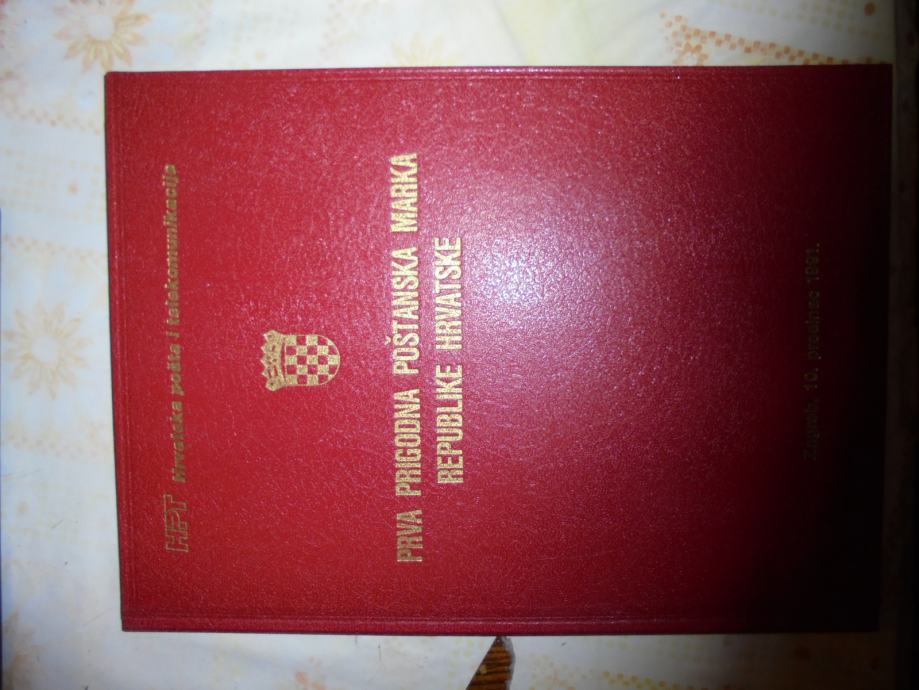 HPT Hrvatska pošta i telekomunikacije
PRVA PRIGODNA POŠTANSKA MARKA
REPUBLIKE HRVATSKE
Zagreb, 10. prosinac 1991.